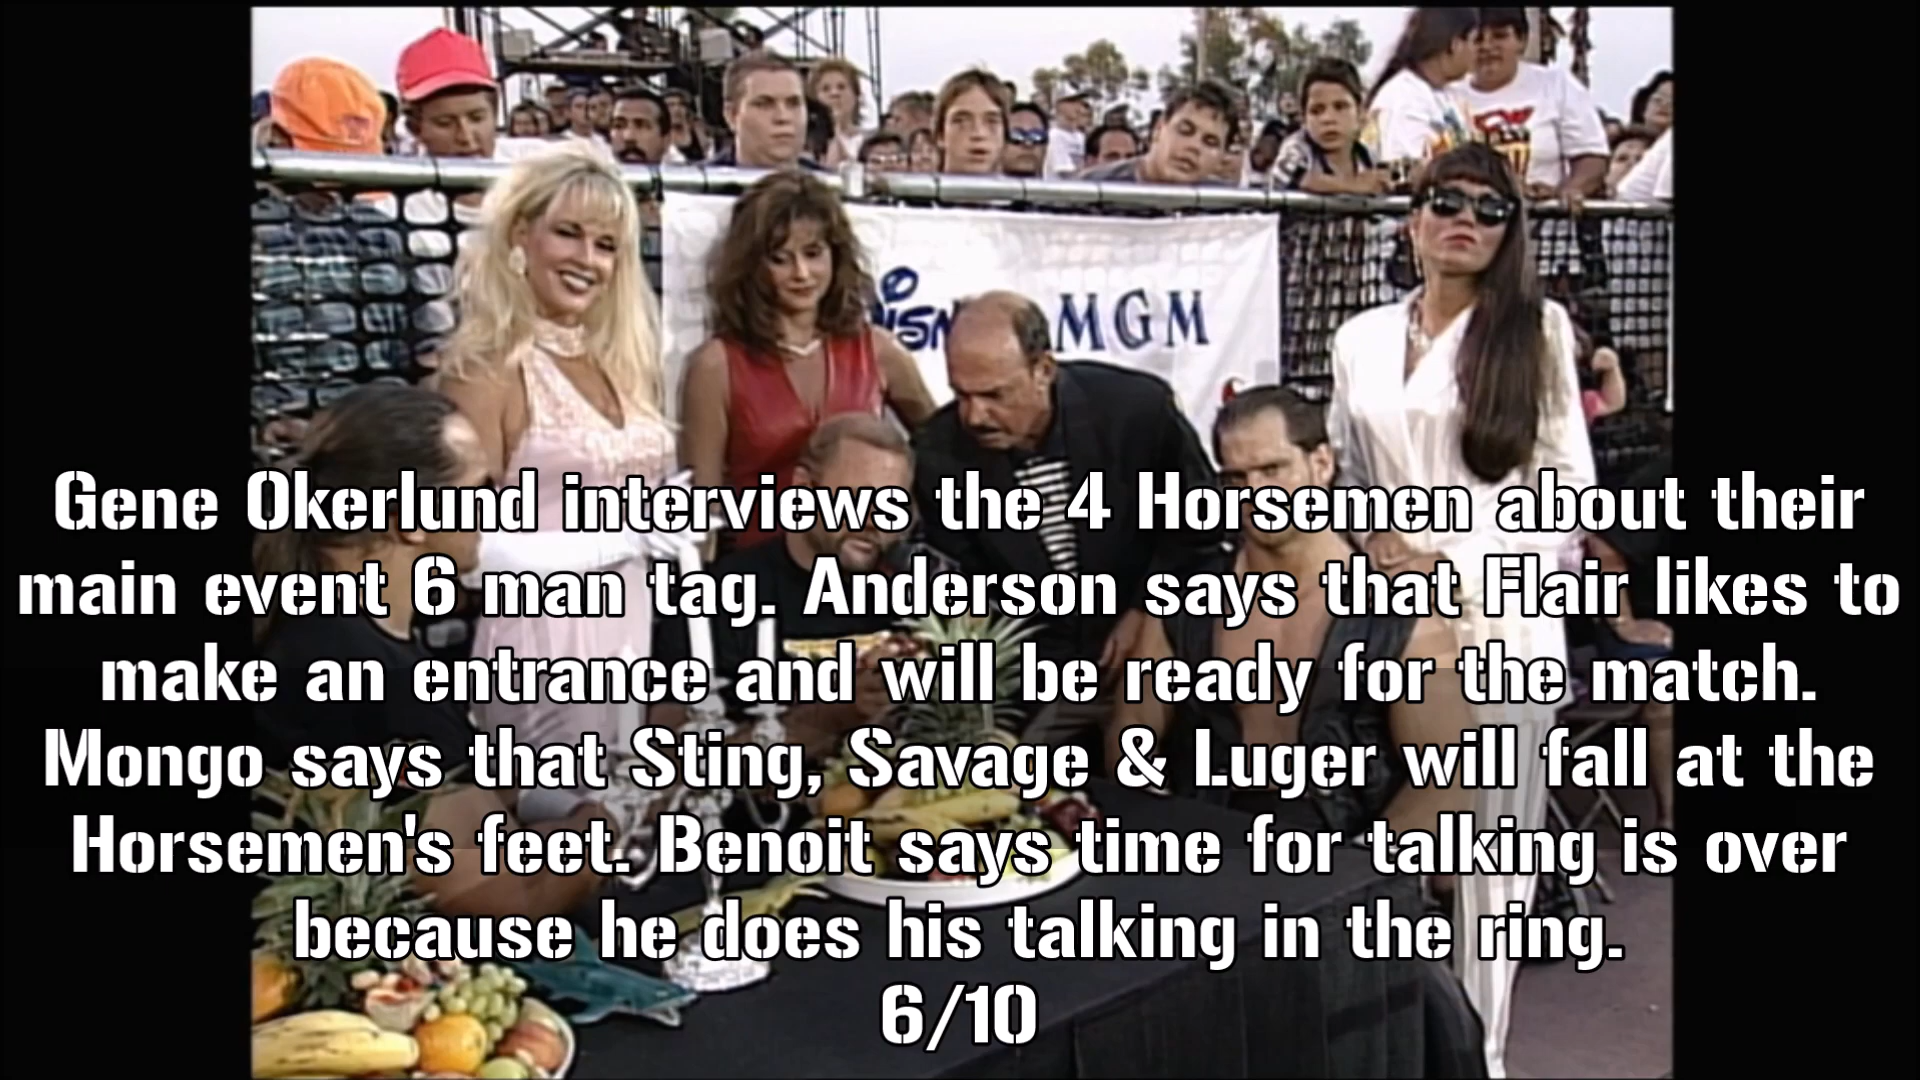 DISN MGM
Gene Okerlund interviews the 4 Horsemen about their
main event 6 man tag. Anderson says that Flair likes to
make an entrance and will be ready for the match.
Mongo says that Sting, Savage & Luger will fall at the
Horsemen's feet. Benoit says time for talking is over
because he does his talking in the ring.
6/10